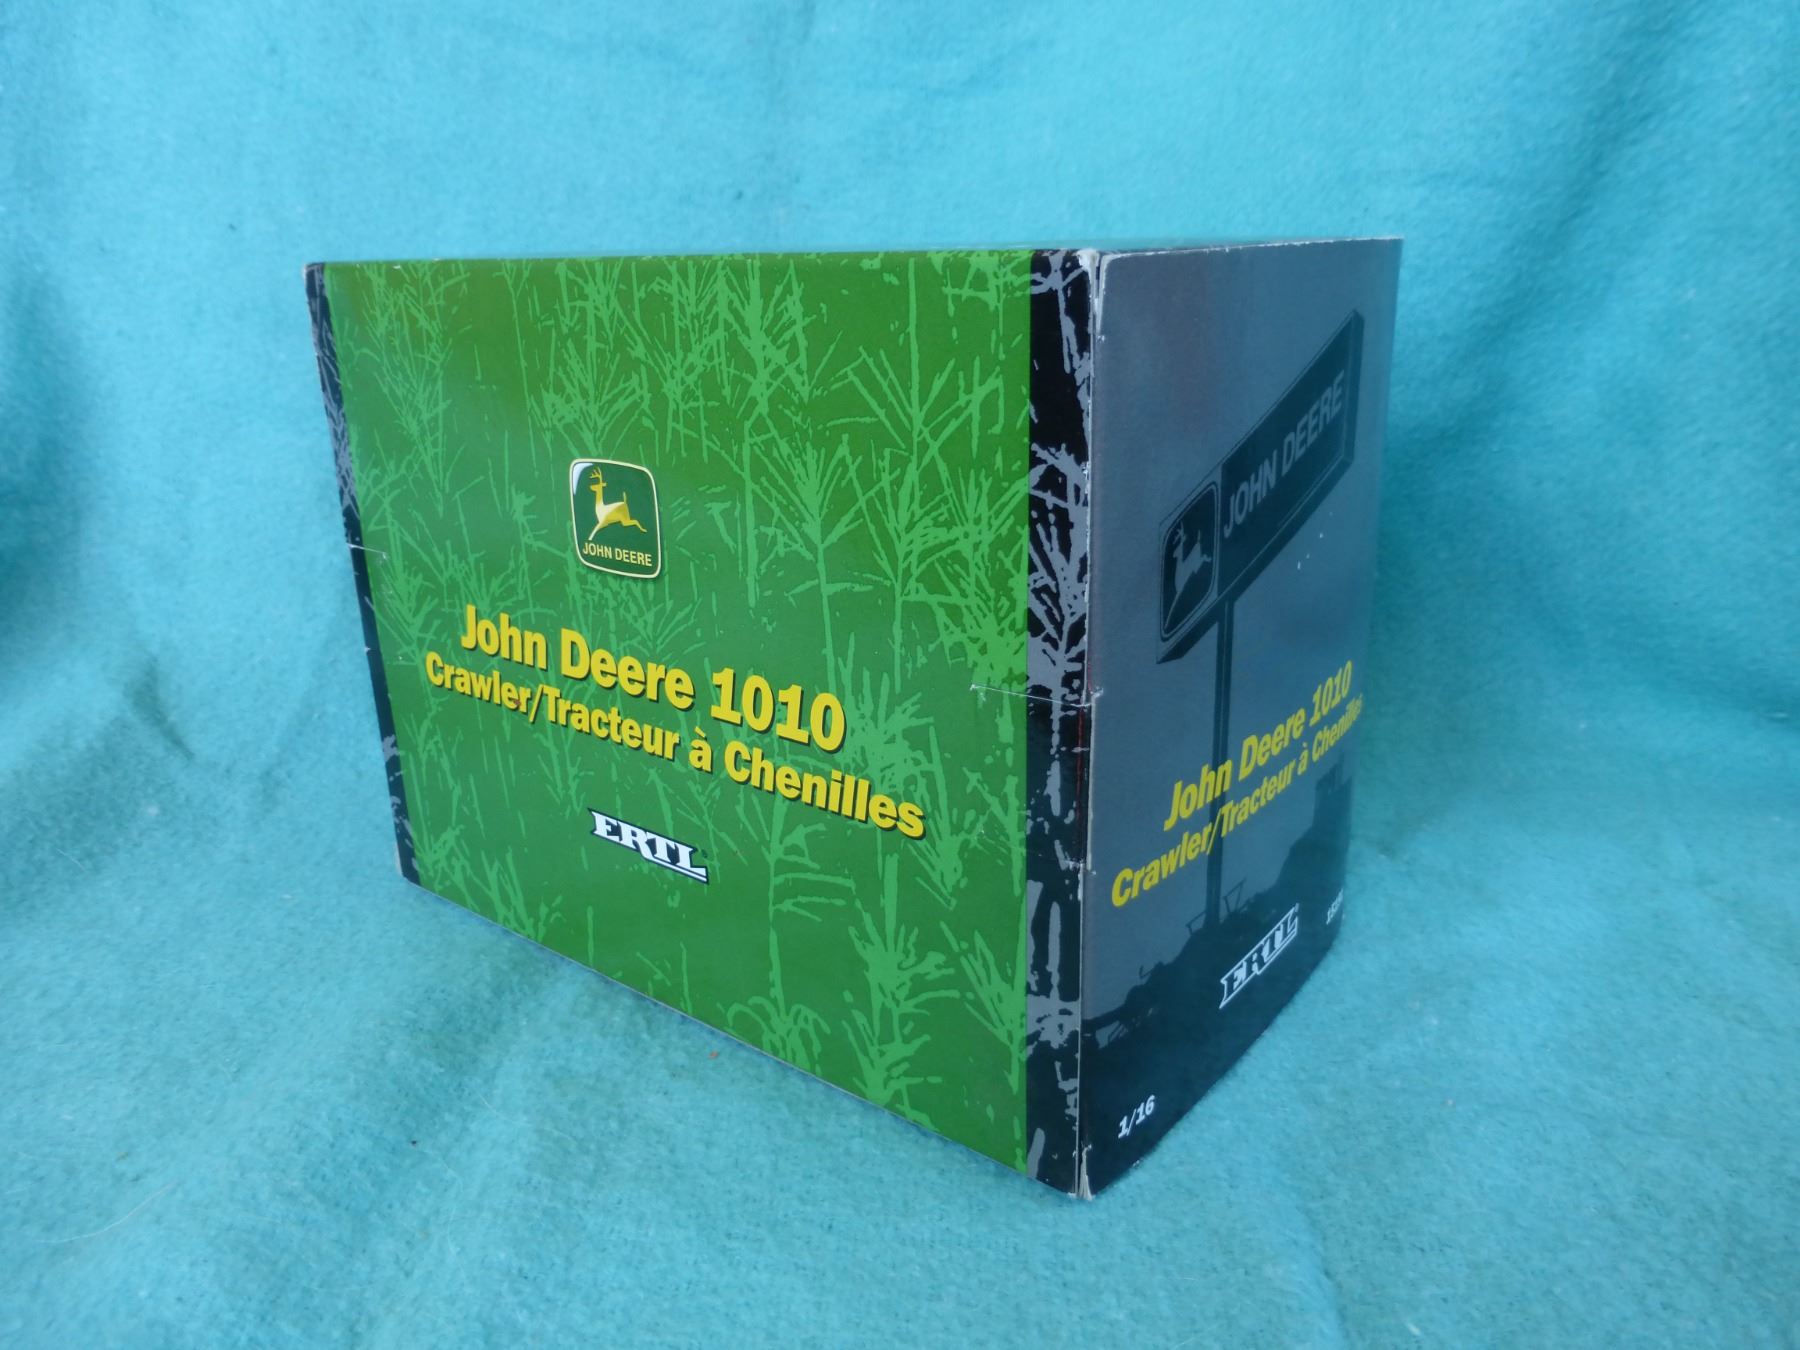 JOHN DEERE
John Deere 1010
Crawler/Tracteur à Chenilles
ERTL
JOHN DEERE
John Deere 1010
Crawler/Tracteur à Chenilles
ERTL
1/16